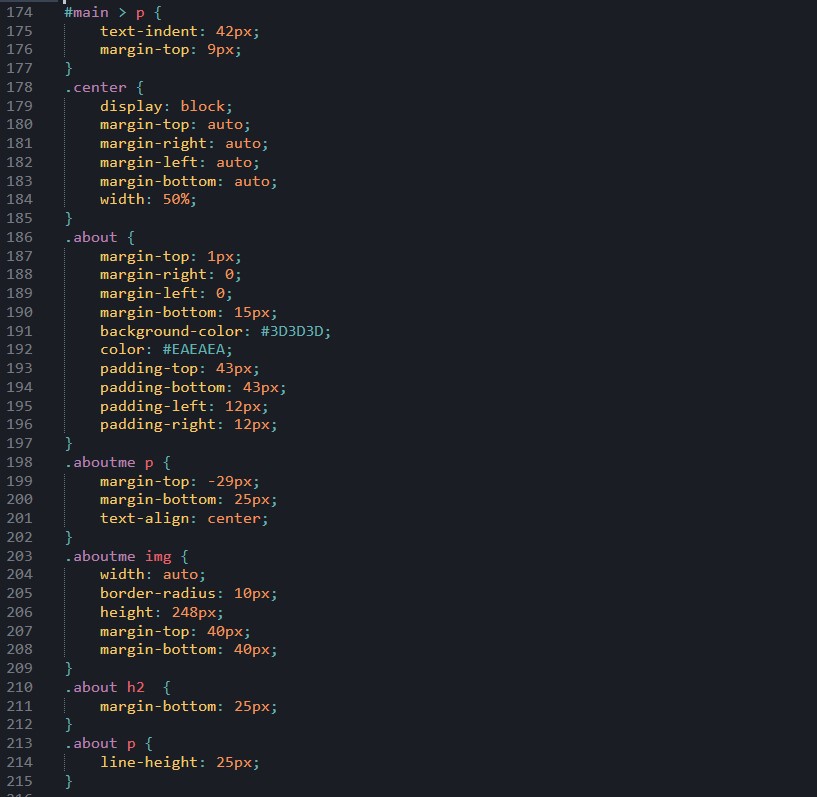 174 #main > p {
175 text-indent: 42px;
176 margin-top: 9px;
177 }
178 .center {
179 display: block;
180 margin-top: auto;
181 margin-right: auto;
182 margin-left: auto;
183 margin-bottom: auto;
184 width: 50%;
185 }
186 .about {
187 margin-top: 1px;
188 margin-right: 0;
189 margin-left: 0;
190 margin-bottom: 15px;
191 background-color: #3D3D3D;
192 color: #EAEAEA;
193 padding-top: 43px;
194 padding-bottom: 43px;
195 padding-left: 12px;
196 padding-right: 12px;
197 }
198 .aboutme p {
199 margin-top: -29px;
200 margin-bottom: 25px;
201 text-align: center;
202 }
203 .aboutme img {
204 width: auto;
205 border-radius: 10px;
206 height: 248px;
207 margin-top: 40px;
208 margin-bottom: 40px;
209 }
210 .about h2  {
211 margin-bottom: 25px;
212 }
213 .about p {
214 line-height: 25px;
215 }